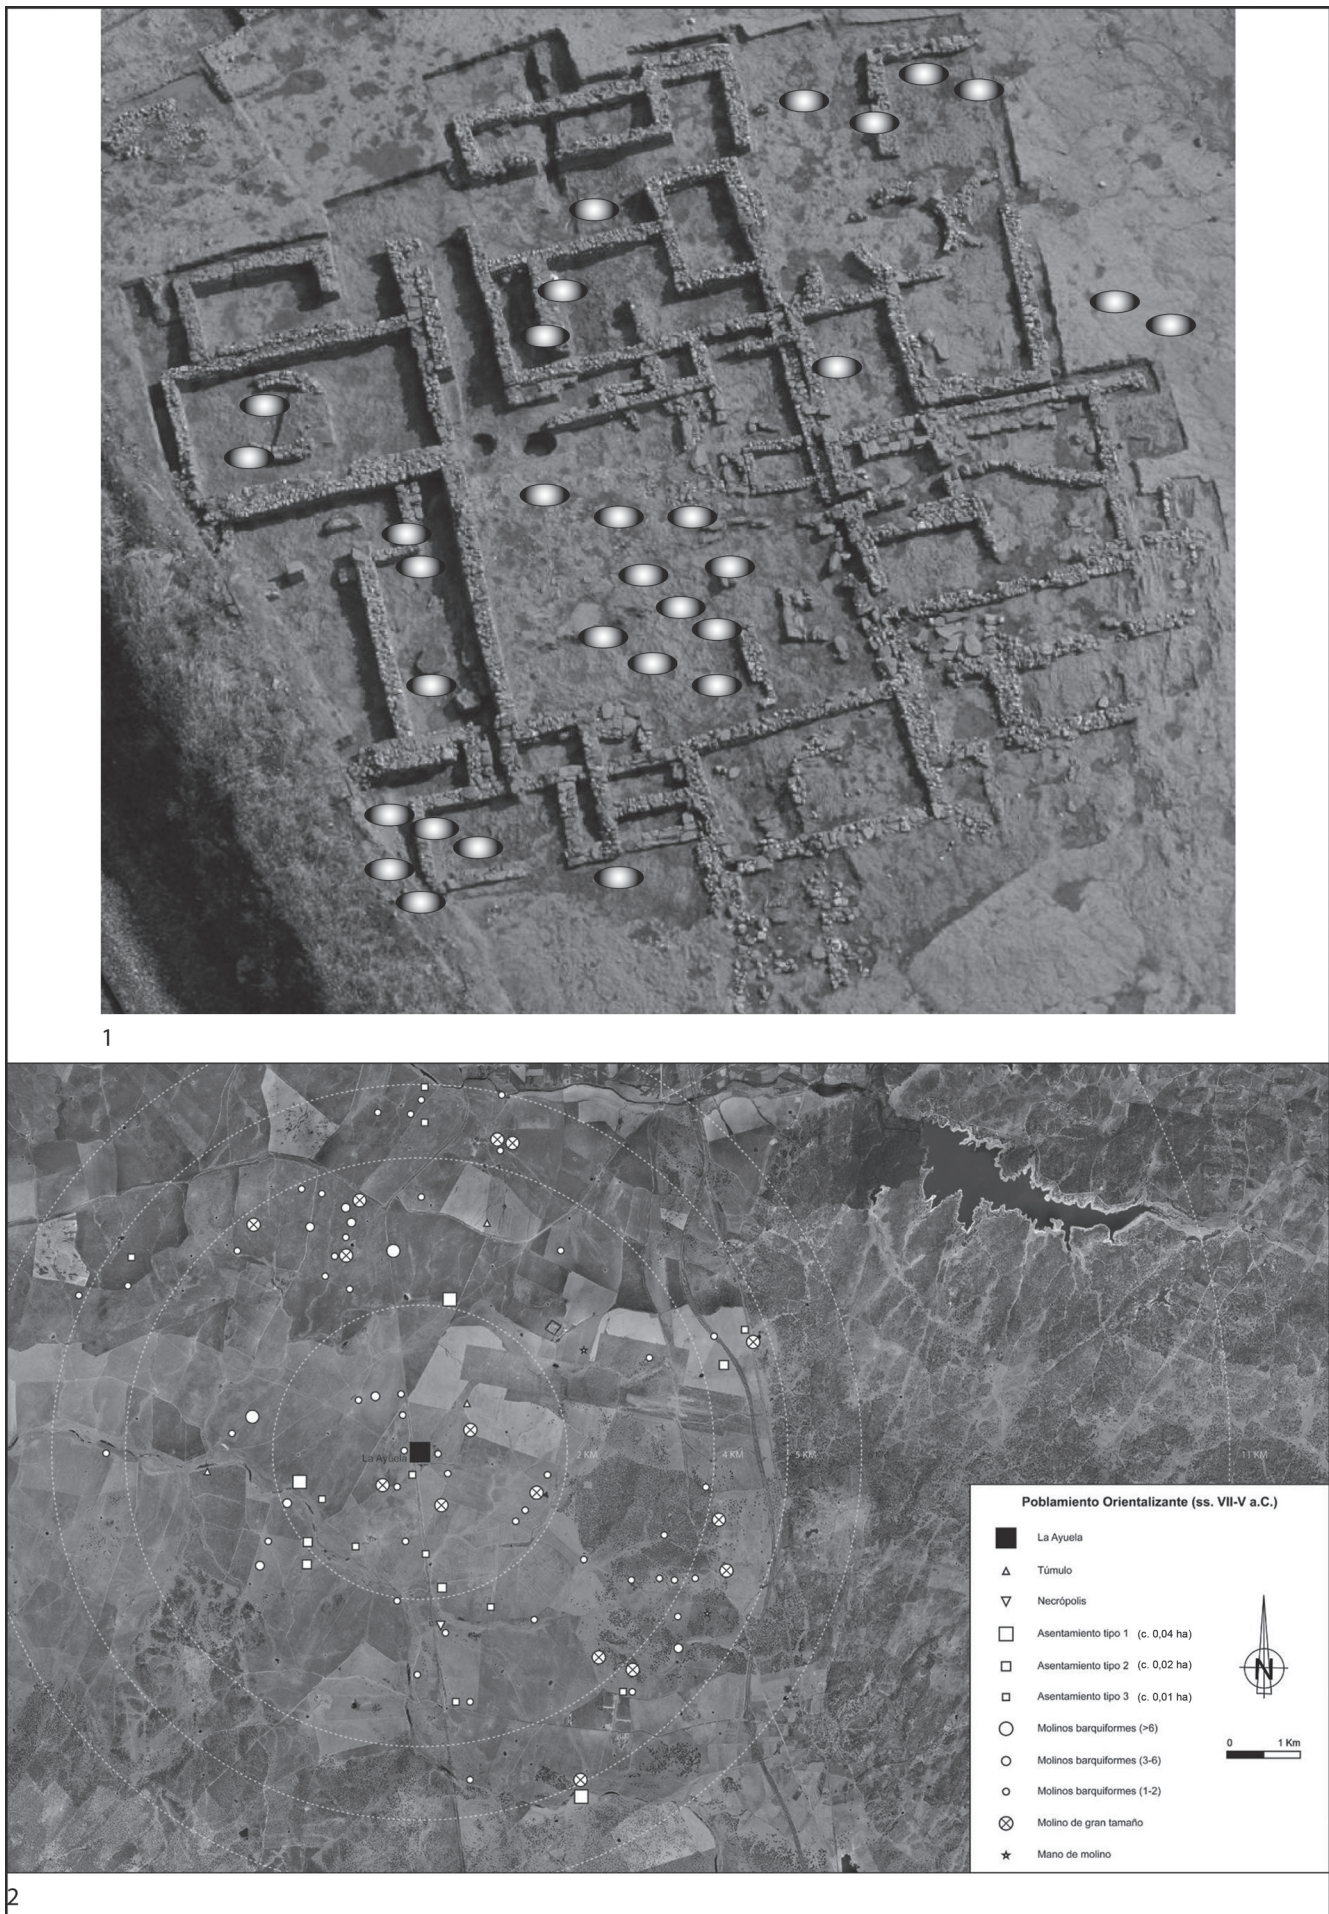 1
La Ayuela
2 KM
4 KM
5 KM
11 KM
Poblamiento Orientalizante (ss. VII-V a.C.)
La Ayuela
Túmulo
Necrópolis
Asentamiento tipo 1 (c. 0,04 ha)
Asentamiento tipo 2 (c. 0,02 ha)
Asentamiento tipo 3 (c. 0,01 ha)
Molinos barquiformes (>6)
Molinos barquiformes (3-6)
Molinos barquiformes (1-2)
Molino de gran tamaño
Mano de molino
N
0 1 Km
2